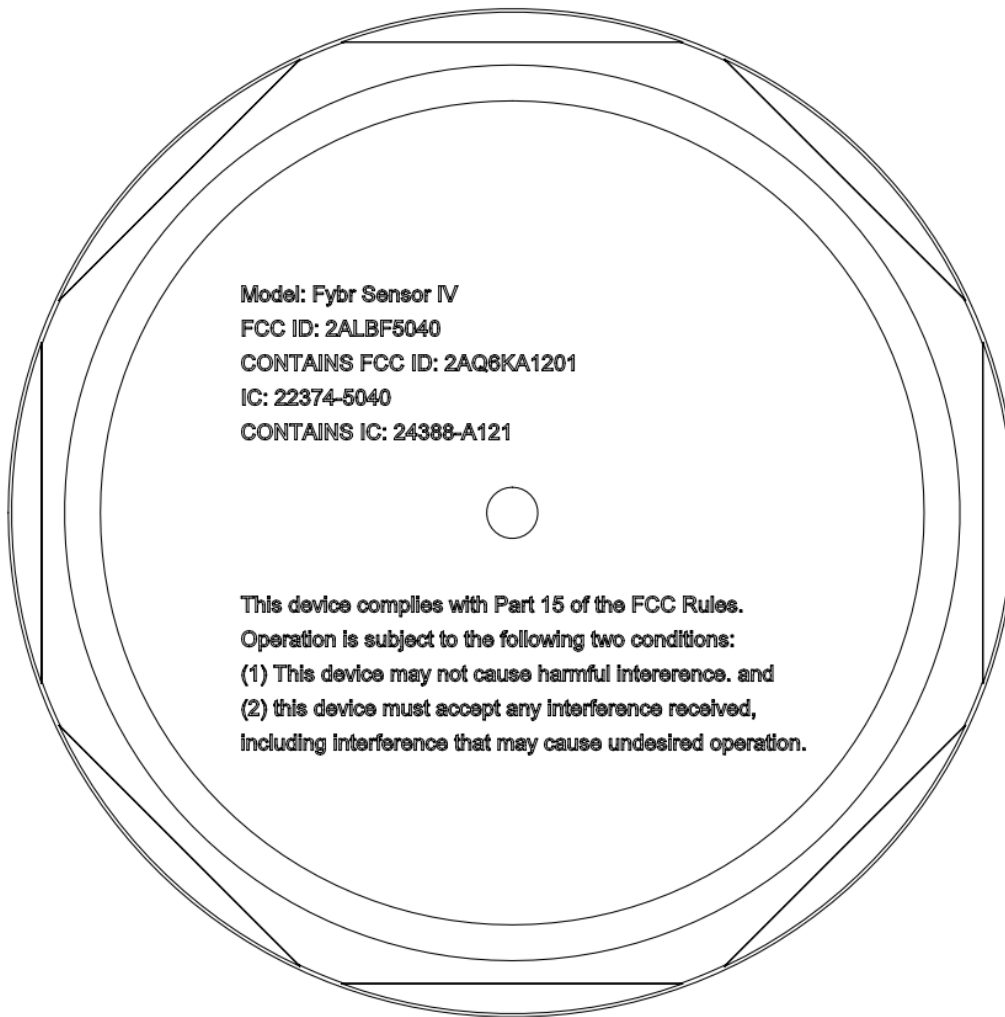 Model: Fybr Sensor IV
FCC ID: 2ALBF5040
CONTAINS FCC ID: 2AQ6KA1201
IC: 22374-5040
CONTAINS IC: 24388-A121
This device complies with Part 15 of the FCC Rules.
Operation is subject to the following two conditions:
(1) This device may not cause harmful intererence. and
(2) this device must accept any interference received,
including interference that may cause undesired operation.